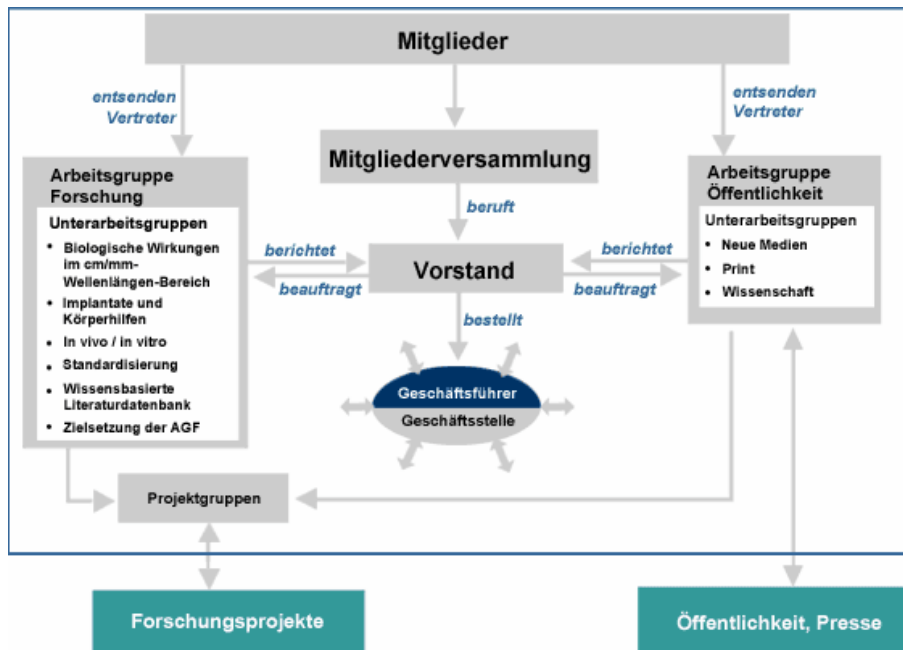 Mitglieder
entsenden
Vertreter
entsenden
Vertreter
Mitgliederversammlung
Arbeitsgruppe
Forschung
Unterarbeitsgruppen
• Biologische Wirkungen
im cm/mm-
Wellenlängen-Bereich
• Implantate und
Körperhilfen
• In vivo / in vitro
• Standardisierung
• Wissensbasierte
Literaturdatenbank
• Zielsetzung der AGF
Arbeitsgruppe
Öffentlichkeit
Unterarbeitsgruppen
• Neue Medien
• Print
• Wissenschaft
beruft
berichtet
beauftragt
Vorstand
berichtet
beauftragt
bestellt
Geschäftsführer
Geschäftsstelle
Projektgruppen
Forschungsprojekte
Öffentlichkeit, Presse